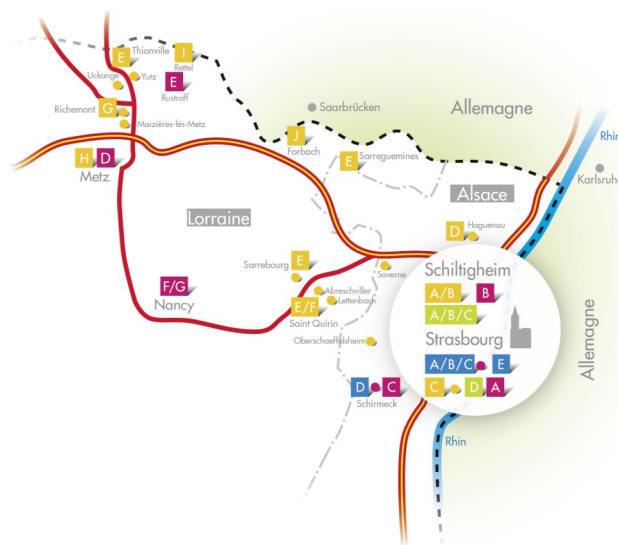 E
Thionville
I
Rettel
Uckange
Yutz
E
Rustroff
Richemont
G
Maizières-lès-Metz
Saarbrücken
Allemagne
J
Forbach
E
Sarreguemines
Rhin
Karlsruhe
H D
Metz
Lorraine
Alsace
D
Haguenau
Sarrebourg
E
Saverne
F/G
Nancy
Abreschviller
Lettenbach
E/F
Saint Quirin
Oberschaeffolsheim
Schiltigheim
A/B B
A/B/C
Strasbourg
A/B/C E
C D A
D C
Schirmeck
Allemagne
Rhin